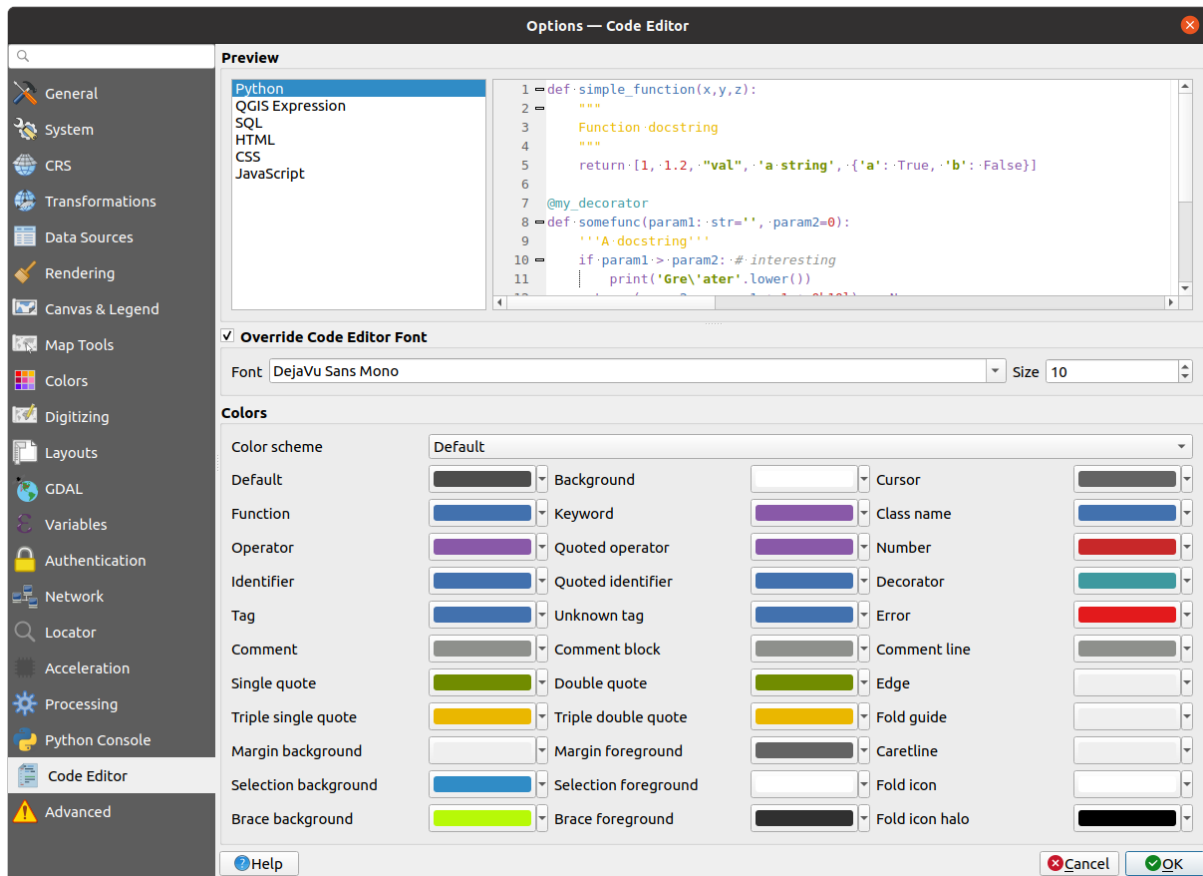 Options — Code Editor
General
System
CRS
Transformations
Data Sources
Rendering
Canvas & Legend
Map Tools
Colors
Digitizing
Layouts
GDAL
Variables
Authentication
Network
Locator
Acceleration
Processing
Python Console
Code Editor
Advanced
Preview
Python
QGIS Expression
SQL
HTML
CSS
JavaScript
1 def simple_function(x,y,z):
2 """
3 Function docstring
4 """
5 return [1, 1.2, "val", 'a string', {'a': True, 'b': False}]
6
7 @my_decorator
8 def somefunc(param1: str='', param2=0):
9 '''A docstring'''
10 if param1 > param2: # interesting
11 print('Gre\'ater'.lower())
Override Code Editor Font
Font DejaVu Sans Mono Size 10
Colors
Color scheme Default
Default Background Cursor
Function Keyword Class name
Operator Quoted operator Number
Identifier Quoted identifier Decorator
Tag Unknown tag Error
Comment Comment block Comment line
Single quote Double quote Edge
Triple single quote Triple double quote Fold guide
Margin background Margin foreground Caretline
Selection background Selection foreground Fold icon
Brace background Brace foreground Fold icon halo
Help Cancel OK